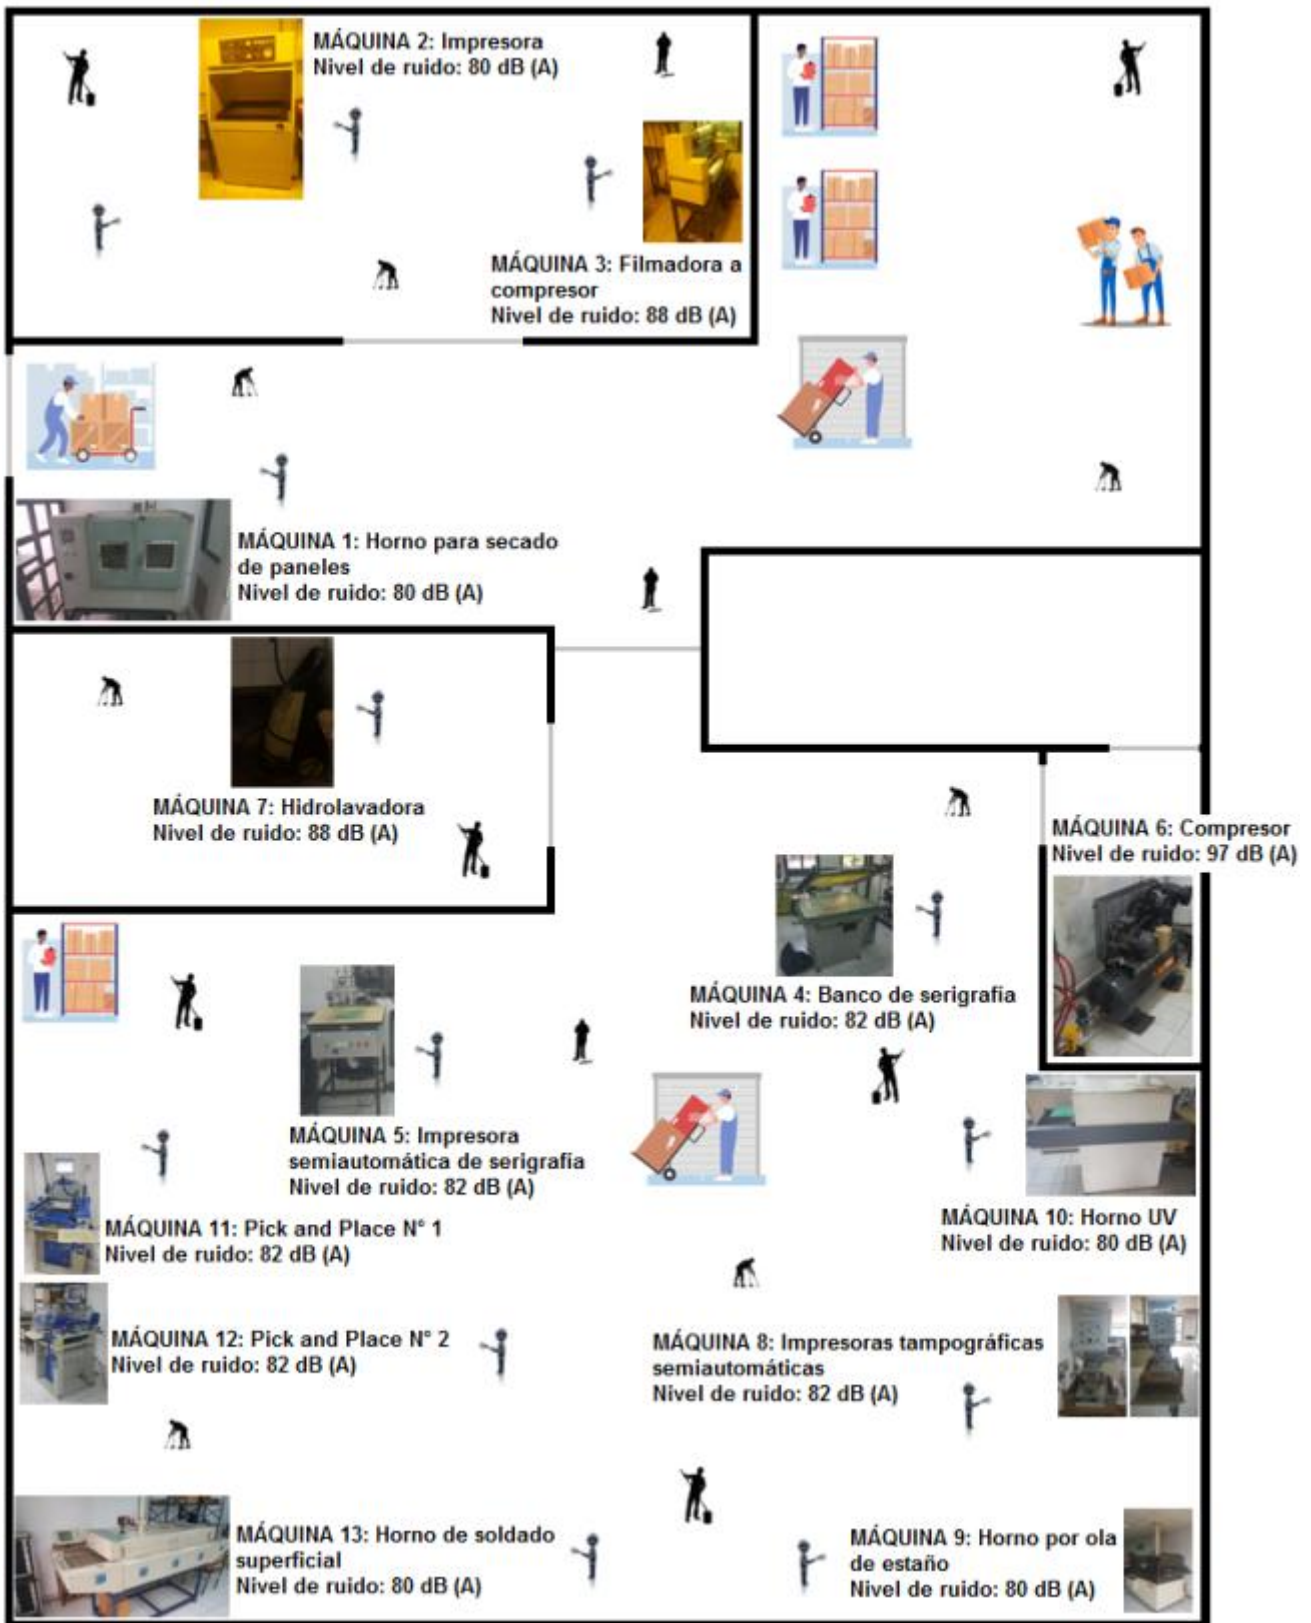 MÁQUINA 2: Impresora
Nivel de ruido: 80 dB (A)
MÁQUINA 3: Filmadora a
compresor
Nivel de ruido: 88 dB (A)
MÁQUINA 1: Horno para secado
de paneles
Nivel de ruido: 80 dB (A)
MÁQUINA 7: Hidrolavadora
Nivel de ruido: 88 dB (A)
MÁQUINA 6: Compresor
Nivel de ruido: 97 dB (A)
MÁQUINA 4: Banco de serigrafia
Nivel de ruido: 82 dB (A)
MÁQUINA 5: Impresora
semiautomática de serigrafía
Nivel de ruido: 82 dB (A)
MÁQUINA 11: Pick and Place N° 1
Nivel de ruido: 82 dB (A)
MÁQUINA 10: Horno UV
Nivel de ruido: 80 dB (A)
MÁQUINA 12: Pick and Place N° 2
Nivel de ruido: 82 dB (A)
MÁQUINA 8: Impresoras tampográficas
semiautomáticas
Nivel de ruido: 82 dB (A)
MÁQUINA 13: Horno de soldado
superficial
Nivel de ruido: 80 dB (A)
MÁQUINA 9: Horno por ola
de estaño
Nivel de ruido: 80 dB (A)